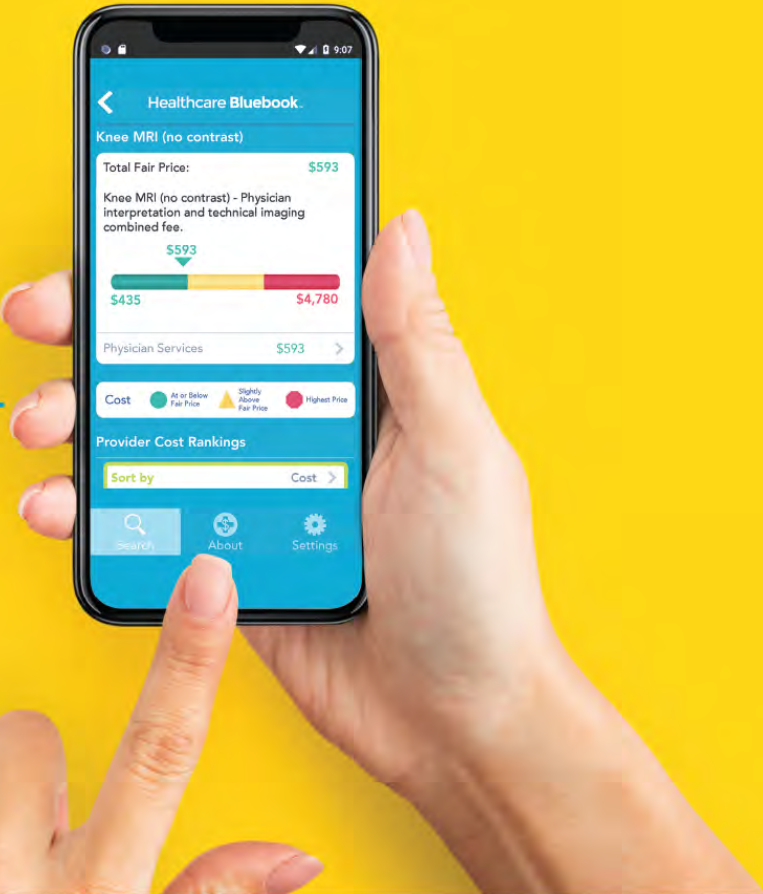 9:07
Healthcare Bluebook
Knee MRI (no contrast)
Total Fair Price: $593
Knee MRI (no contrast) - Physician
interpretation and technical imaging
combined fee.
$593
$435 $4,780
Physician Services $593
Cost
At or Below
Fair Price
Slightly
Above
Fair Price
Highest Price
Provider Cost Rankings
Sort by Cost
Search About Settings